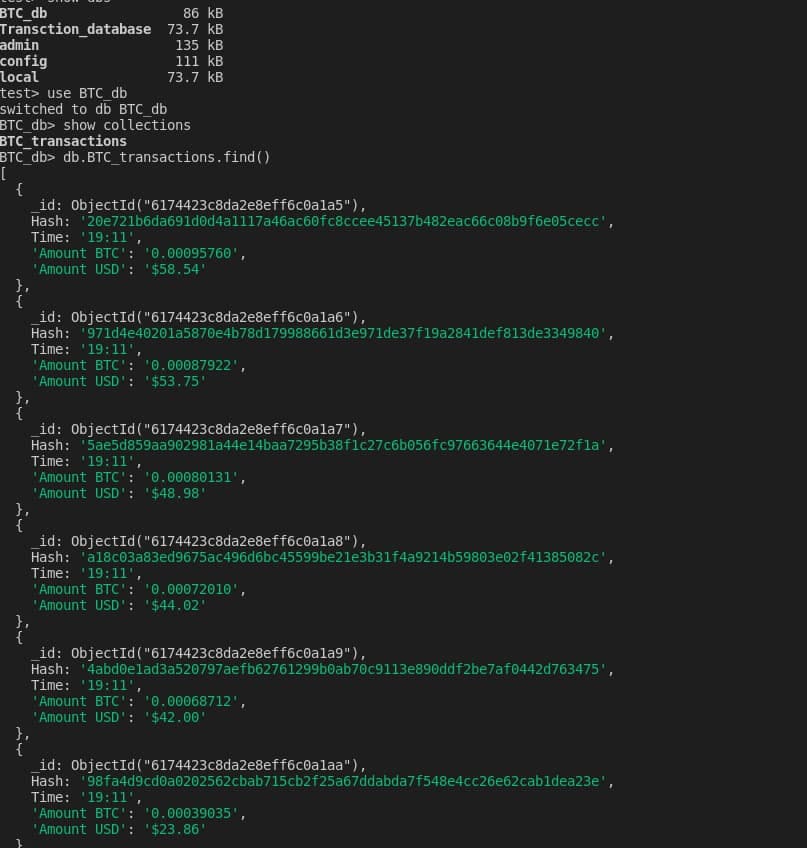 test> show dbs
BTC_db                86 kB
Transction_database  73.7 kB
admin                135 kB
config               111 kB
local                73.7 kB
test> use BTC_db
switched to db BTC_db
BTC_db> show collections
BTC_transactions
BTC_db> db.BTC_transactions.find()
[
  {
    _id: ObjectId("6174423c8da2e8eff6c0a1a5"),
    Hash: '20e721b6da691d0d4a1117a46ac60fc8ccee45137b482eac66c08b9f6e05cecc',
    Time: '19:11',
    'Amount BTC': '0.00095760',
    'Amount USD': '$58.54'
  },
  {
    _id: ObjectId("6174423c8da2e8eff6c0a1a6"),
    Hash: '971d4e40201a5870e4b78d179988661d3e971de37f19a2841def813de3349840',
    Time: '19:11',
    'Amount BTC': '0.00087922',
    'Amount USD': '$53.75'
  },
  {
    _id: ObjectId("6174423c8da2e8eff6c0a1a7"),
    Hash: '5ae5d859aa902981a44e14baa7295b38f1c27c6b056fc97663644e4071e72f1a',
    Time: '19:11',
    'Amount BTC': '0.00080131',
    'Amount USD': '$48.98'
  },
  {
    _id: ObjectId("6174423c8da2e8eff6c0a1a8"),
    Hash: 'a18c03a83ed9675ac496d6bc45599be21e3b31f4a9214b59803e02f41385082c',
    Time: '19:11',
    'Amount BTC': '0.00072010',
    'Amount USD': '$44.02'
  },
  {
    _id: ObjectId("6174423c8da2e8eff6c0a1a9"),
    Hash: '4abd0e1ad3a520797aefb62761299b0ab70c9113e890ddf2be7af0442d763475',
    Time: '19:11',
    'Amount BTC': '0.00068712',
    'Amount USD': '$42.00'
  },
  {
    _id: ObjectId("6174423c8da2e8eff6c0a1aa"),
    Hash: '98fa4d9cd0a0202562cbab715cb2f25a67ddabda7f548e4cc26e62cab1dea23e',
    Time: '19:11',
    'Amount BTC': '0.00039035',
    'Amount USD': '$23.86'
  }